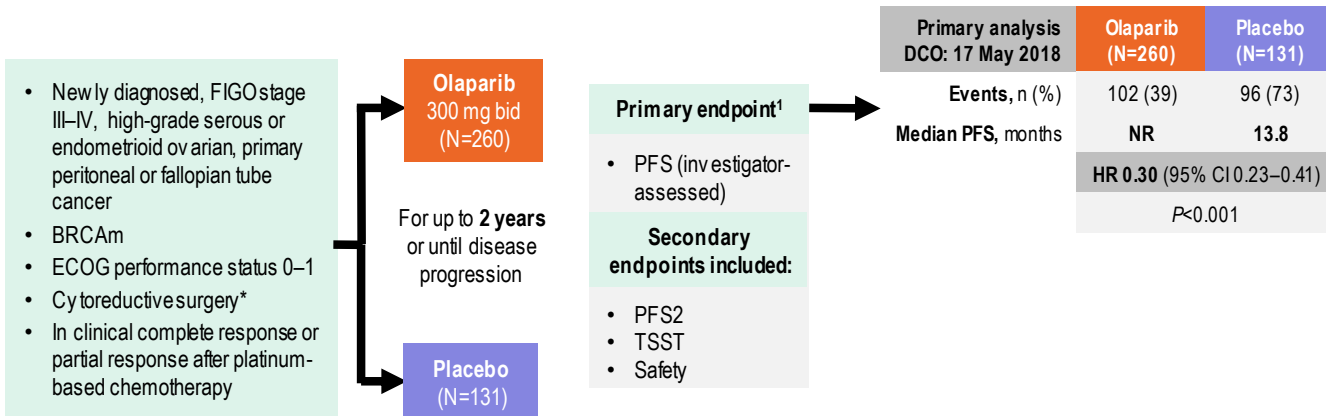 • Newly diagnosed, FIGO stage
III–IV, high-grade serous or
endometrioid ovarian, primary
peritoneal or fallopian tube
cancer
• BRCAm
• ECOG performance status 0–1
• Cytoreductive surgery*
• In clinical complete response or
partial response after platinum-
based chemotherapy
Olaparib
300 mg bid
(N=260)
For up to 2 years
or until disease
progression
Placebo
(N=131)
Primary endpoint¹
• PFS (investigator-
assessed)
Secondary
endpoints included:
• PFS2
• TSST
• Safety
Primary analysis
DCO: 17 May 2018
Olaparib
(N=260)
Placebo
(N=131)
Events, n (%) 102 (39) 96 (73)
Median PFS, months NR 13.8
HR 0.30 (95% CI 0.23–0.41)
P<0.001